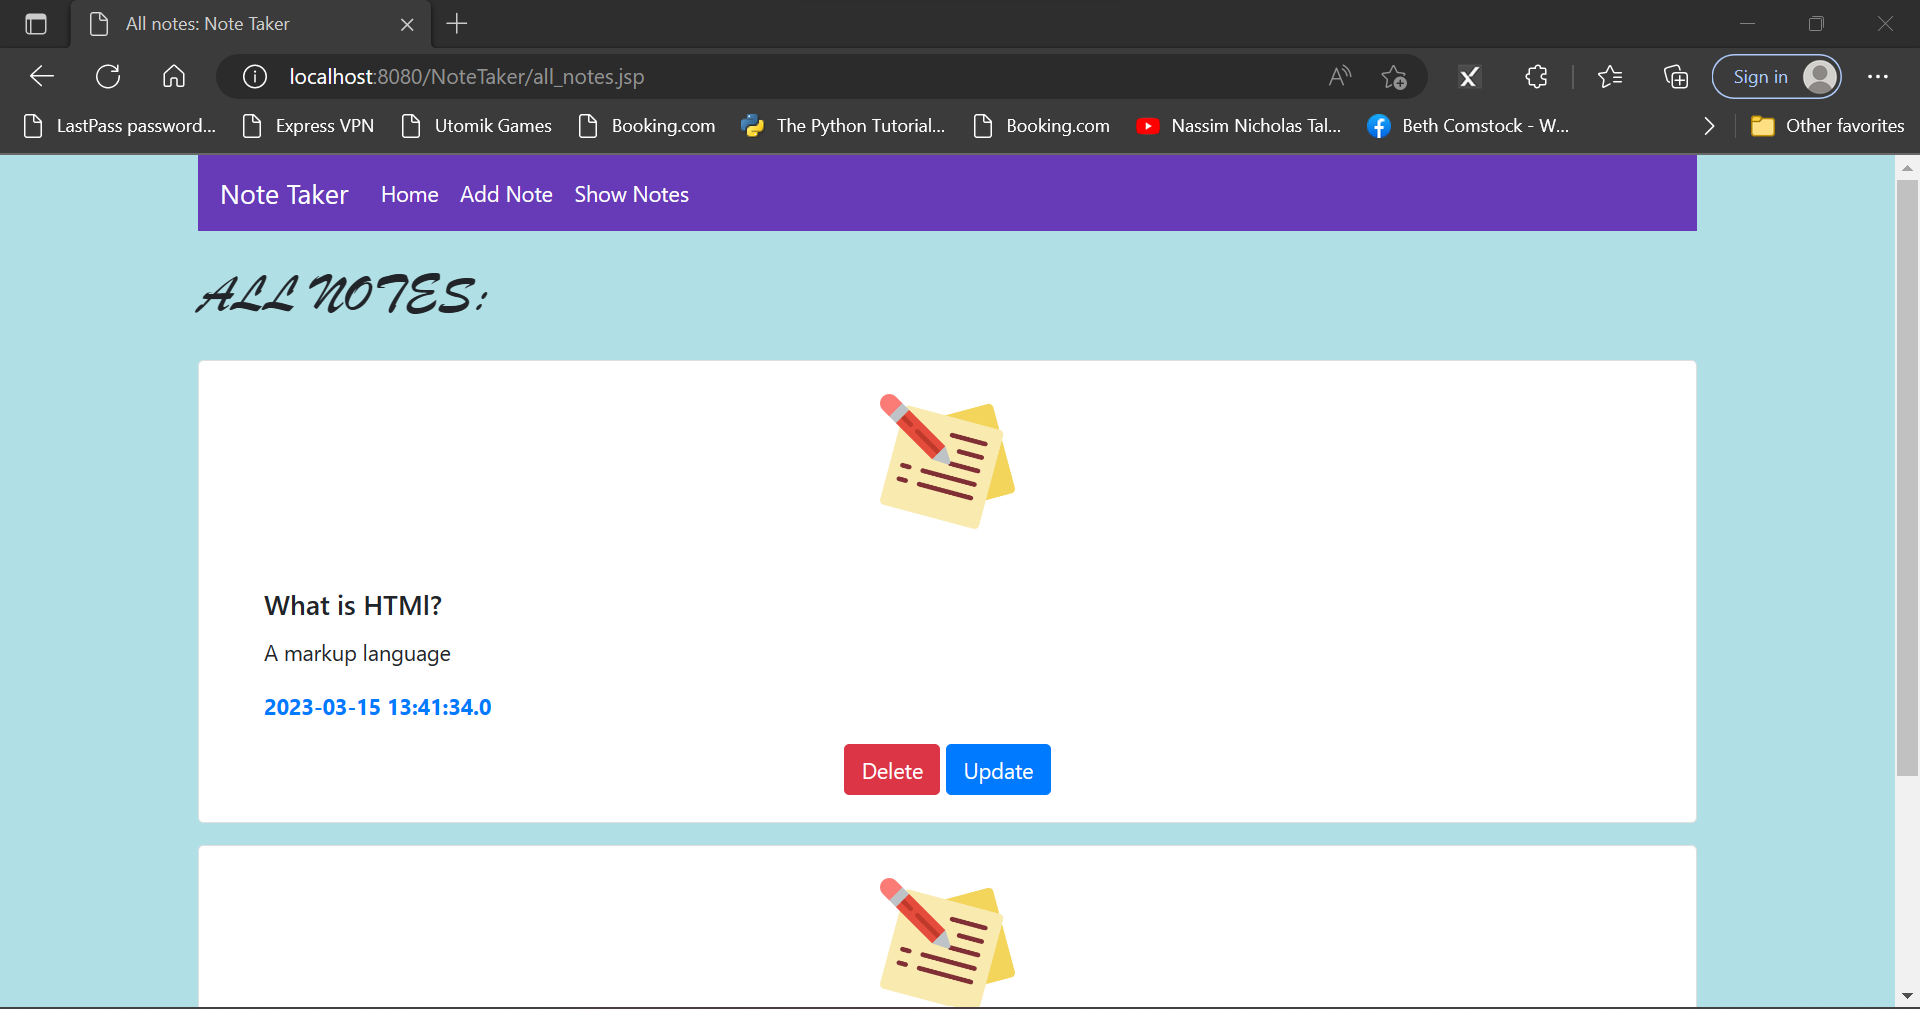 All notes: Note Taker
localhost:8080/NoteTaker/all_notes.jsp
Sign in
LastPass password... Express VPN Utomik Games Booking.com The Python Tutorial... Booking.com Nassim Nicholas Tal... Beth Comstock - W... Other favorites
Note Taker Home Add Note Show Notes
ALL NOTES:
What is HTMl?
A markup language
2023-03-15 13:41:34.0
Delete Update